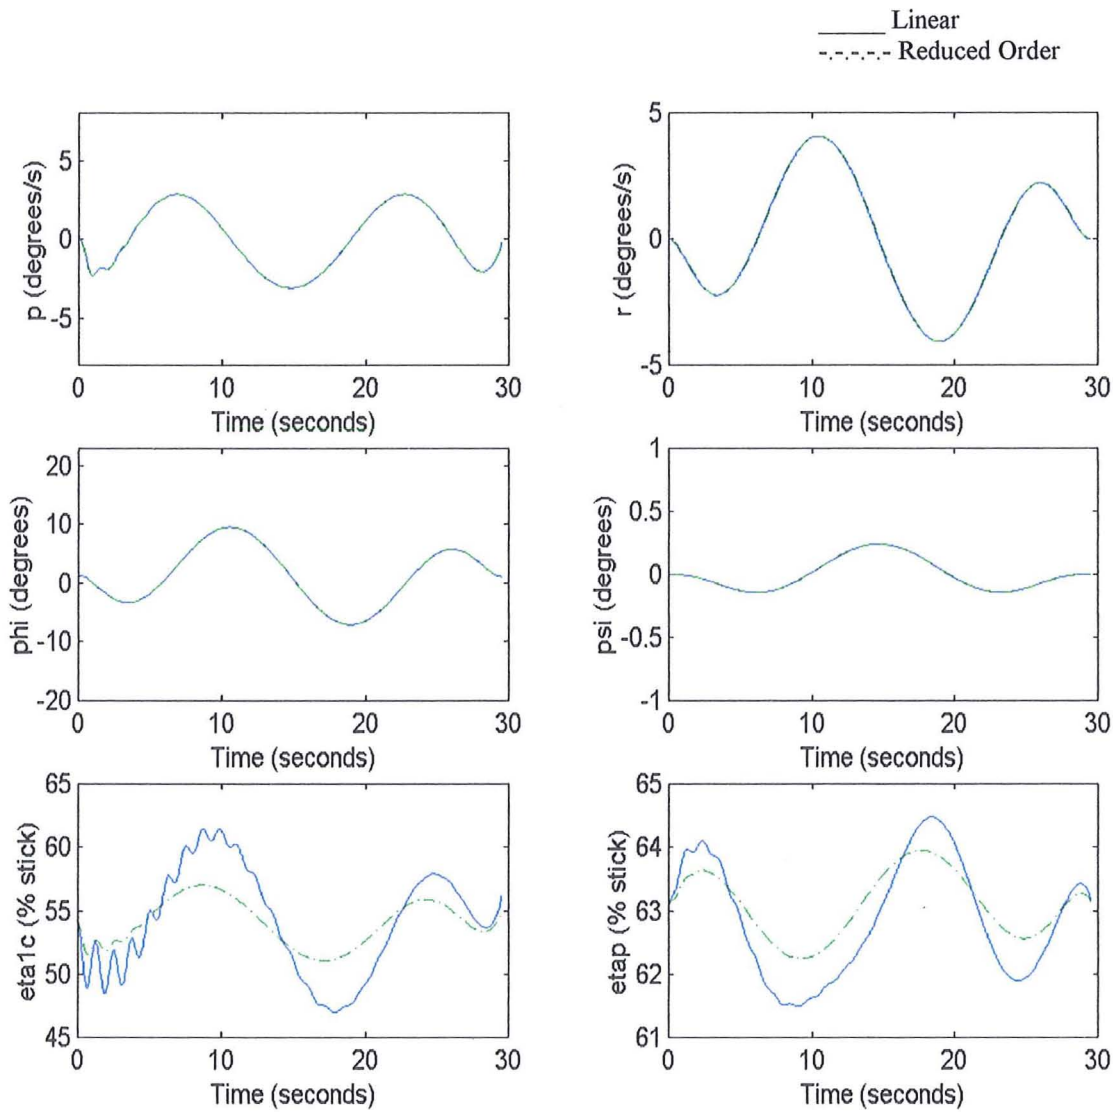 Linear
Reduced Order
5
0
-5
p (degrees/s)
0 10 20 30
Time (seconds)
5
0
-5
r (degrees/s)
0 10 20 30
Time (seconds)
20
10
0
-10
-20
phi (degrees)
0 10 20 30
Time (seconds)
1
0.5
0
-0.5
-1
psi (degrees)
0 10 20 30
Time (seconds)
65
60
55
50
45
eta1c (% stick)
0 10 20 30
Time (seconds)
65
64
63
62
61
etap (% stick)
0 10 20 30
Time (seconds)